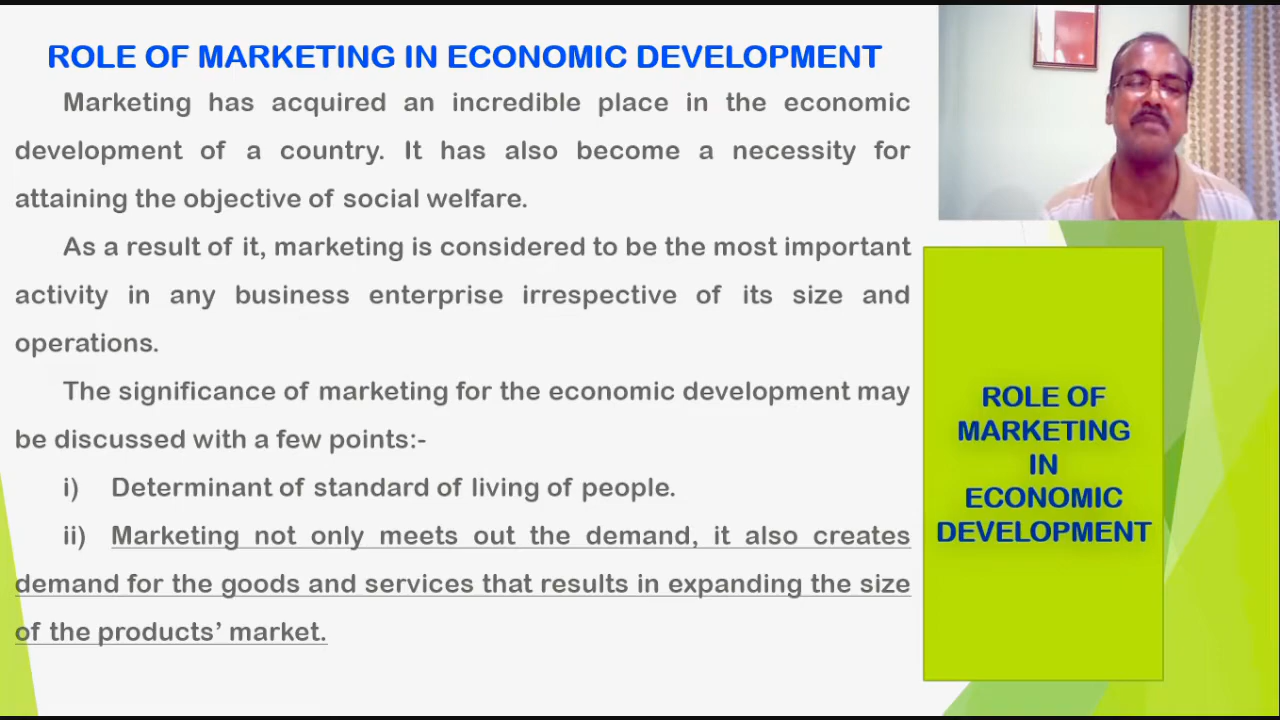 ROLE OF MARKETING IN ECONOMIC DEVELOPMENT
Marketing has acquired an incredible place in the economic
development of a country. It has also become a necessity for
attaining the objective of social welfare.
As a result of it, marketing is considered to be the most important
activity in any business enterprise irrespective of its size and
operations.
The significance of marketing for the economic development may
be discussed with a few points:-
i) Determinant of standard of living of people.
ii) Marketing not only meets out the demand, it also creates
demand for the goods and services that results in expanding the size
of the products’ market.
ROLE OF
MARKETING
IN
ECONOMIC
DEVELOPMENT